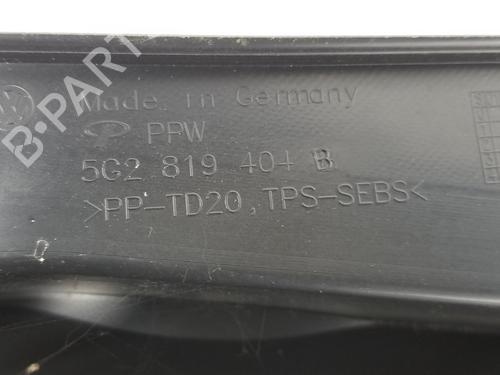 B-PARTS
Made in Germany
PPW
5G2 819 404 B
>PP-TD20,TPS-SEBS<